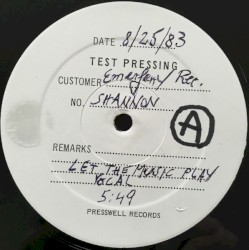 DATE 8/25/83
TEST PRESSING
CUSTOMER Emergency Rec.
NO. SHANNON
A
REMARKS
LET THE MUSIC PLAY
VOCAL
5:49
PRESSWELL RECORDS